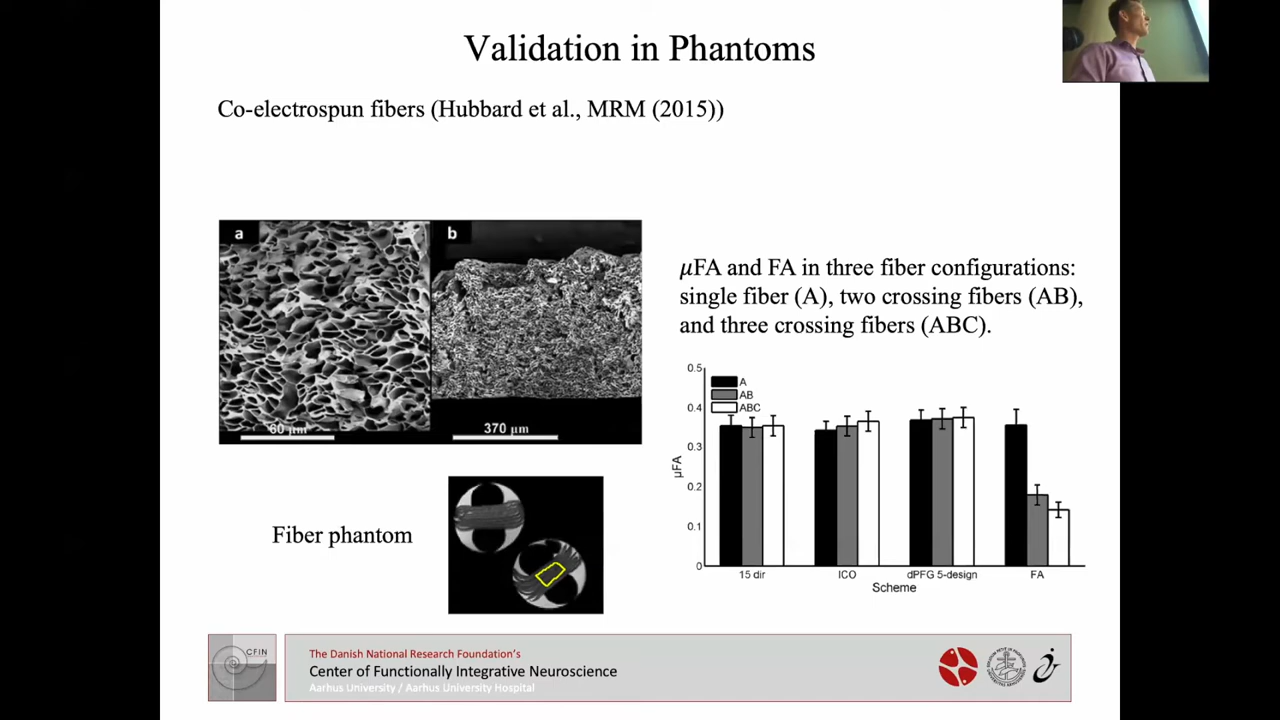 Validation in Phantoms
Co-electrospun fibers (Hubbard et al., MRM (2015))
a
b
60 μm
370 μm
μFA and FA in three fiber configurations:
single fiber (A), two crossing fibers (AB),
and three crossing fibers (ABC).
0.5
0.4
0.3
0.2
0.1
0
μFA
A
AB
ABC
15 dir
ICO
dPFG 5-design
FA
Scheme
Fiber phantom
CFIN
The Danish National Research Foundation's
Center of Functionally Integrative Neuroscience
Aarhus University / Aarhus University Hospital